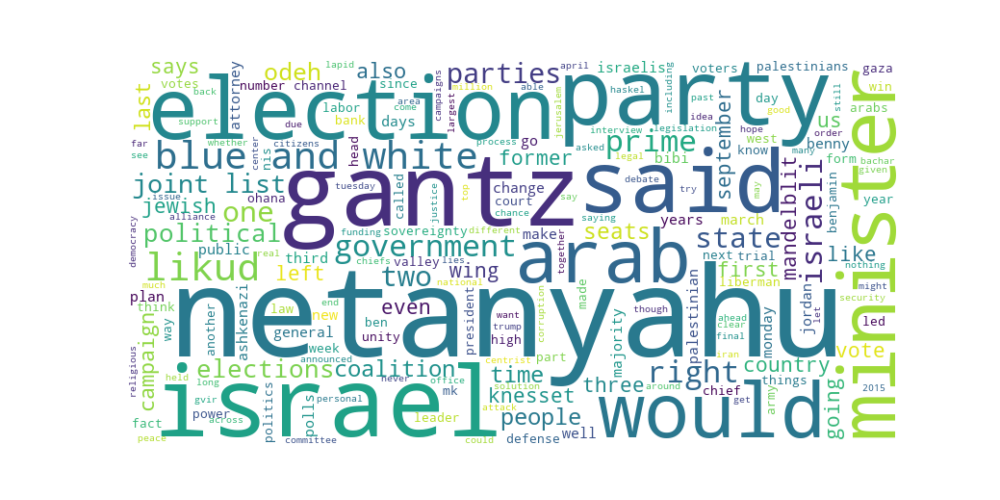 netanyahu
gantz
israel
election
party
said
would
arab
minister
blue and white
likud
prime
right
government
state
parties
joint list
political
one
two
odeh
also
says
last
number channel
attorney
labor
days
since
votes
back
support
whether
bank
nis
due
area
come
citizens
center
far
see
head
former
go
process
asked
interview
legislation
israelis
voters
palestinians
gaza
win
arabs
us
day
west
know
bibi
benny
form
order
still
bachar
given
year
april
lapid
million
able
largest
campaigns
jerusalem
haskel
including
past
idea
good
hope
many
legal
september
mandelblit
israeli
benjamin
like
seats
years
march
court
change
chance
make
called
justice
tuesday
top
say
saying
debate
try
may
jewish
ohana
issue
alliance
public
real
third
funding
sovereignty
different
chiefs
valley
lies
left
wing
even
law
new
end
ben
general
week
announced
unity
high
president
national
want
trump
corruption
together
made
though
palestinian
majority
next
trial
first
liberman
monday
jordan
let
nothing
might
security
led
vote
country
things
chief
army
going
2015
ahead
clear
final
iran
democracy
plan
much
think
way
another
ashkenazi
campaign
religious
held
gvir
long
across
elections
coalition
time
knesset
people
three
around
get
centrist
part
solution
attack
office
never
mk
personal
polls
politics
power
fact
peace
committee
leader
could
defense
well